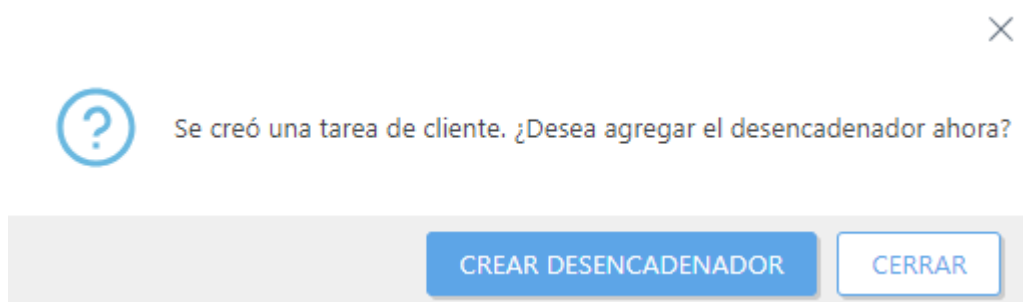 Se creó una tarea de cliente. ¿Desea agregar el desencadenador ahora?
CREAR DESENCADENADOR
CERRAR